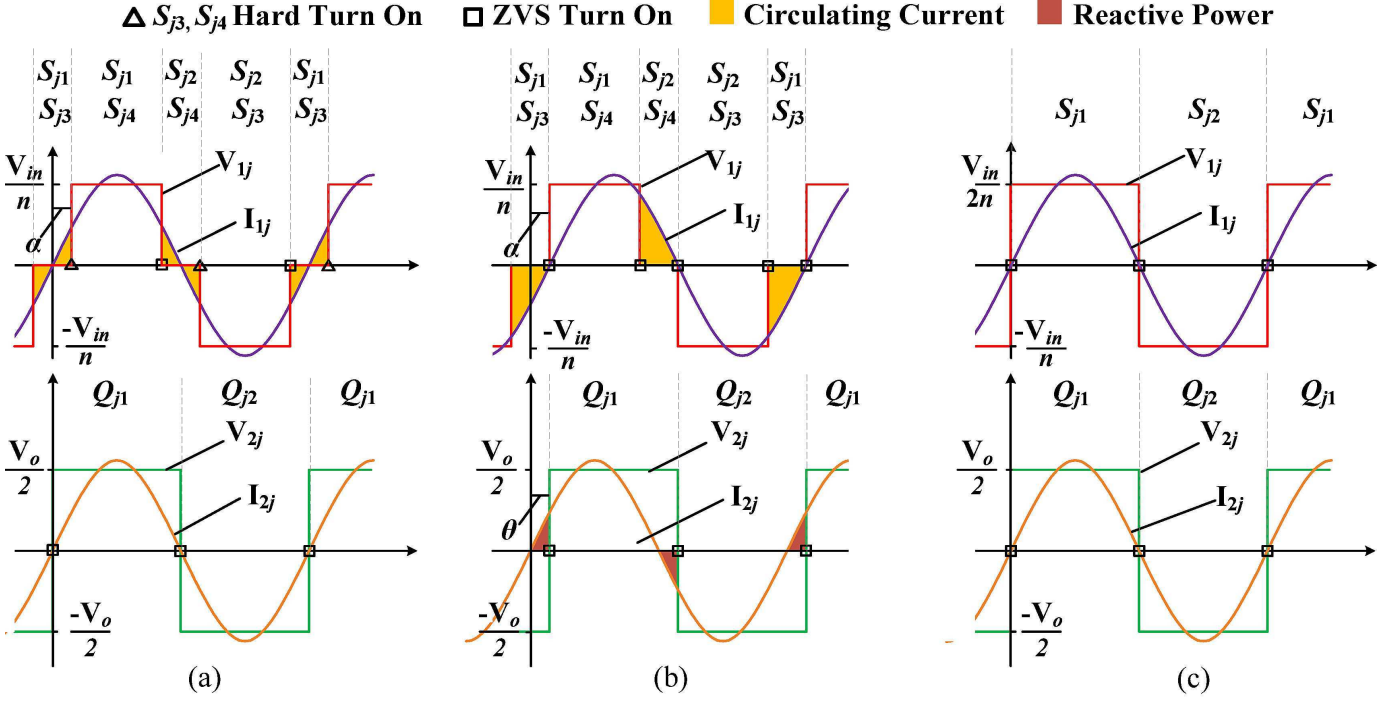 S_j3, S_j4 Hard Turn On ZVS Turn On Circulating Current Reactive Power
S_j1 S_j1 S_j2 S_j2 S_j1
S_j3 S_j4 S_j4 S_j3 S_j3
V_in/n
V_1j
α
I_1j
-V_in/n
Q_j1 Q_j2 Q_j1
V_o/2
V_2j
I_2j
-V_o/2
(a)
S_j1 S_j1 S_j2 S_j2 S_j1
S_j3 S_j4 S_j4 S_j3 S_j3
V_in/n
V_1j
α
I_1j
-V_in/n
Q_j1 Q_j2 Q_j1
V_o/2
V_2j
θ
I_2j
-V_o/2
(b)
S_j1 S_j2 S_j1
V_in/2n
V_1j
I_1j
-V_in/n
Q_j1 Q_j2 Q_j1
V_o/2
V_2j
I_2j
-V_o/2
(c)